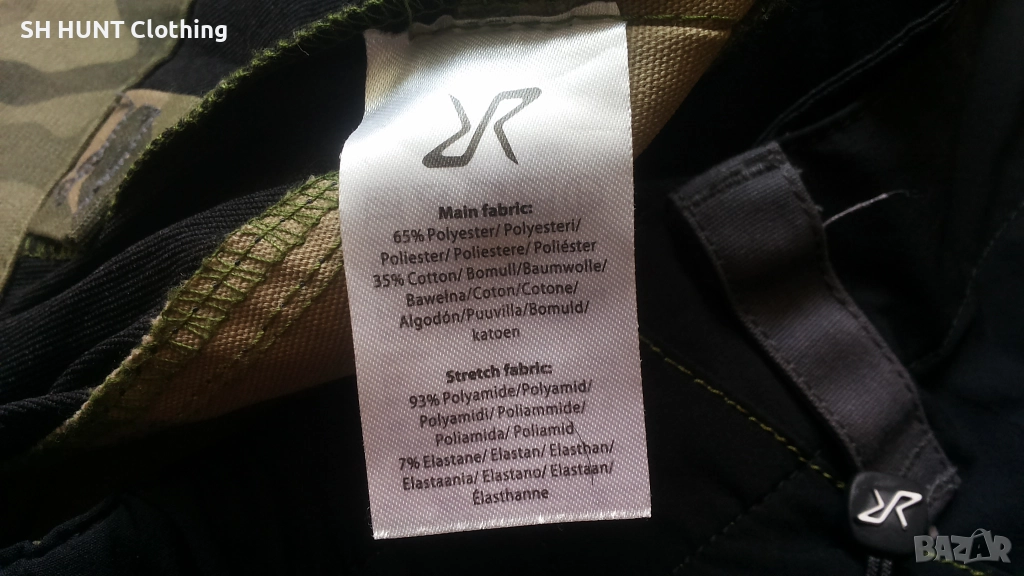 SH HUNT Clothing
Main fabric:
65% Polyester/ Polyesteri/
Poliester/ Poliestere/ Poliéster
35% Cotton/ Bomull/Baumwolle/
Bawełna/Coton/Cotone/
Algodón/Puuvilla/Bomuld/
katoen
Stretch fabric:
93% Polyamide/Polyamid/
Polyamidi/ Poliammide/
Poliamida/ Poliamid
7% Elastane/ Elastan/ Elasthan/
Elastaania/ Elastano/ Elastaan/
Élasthanne
BAZAR